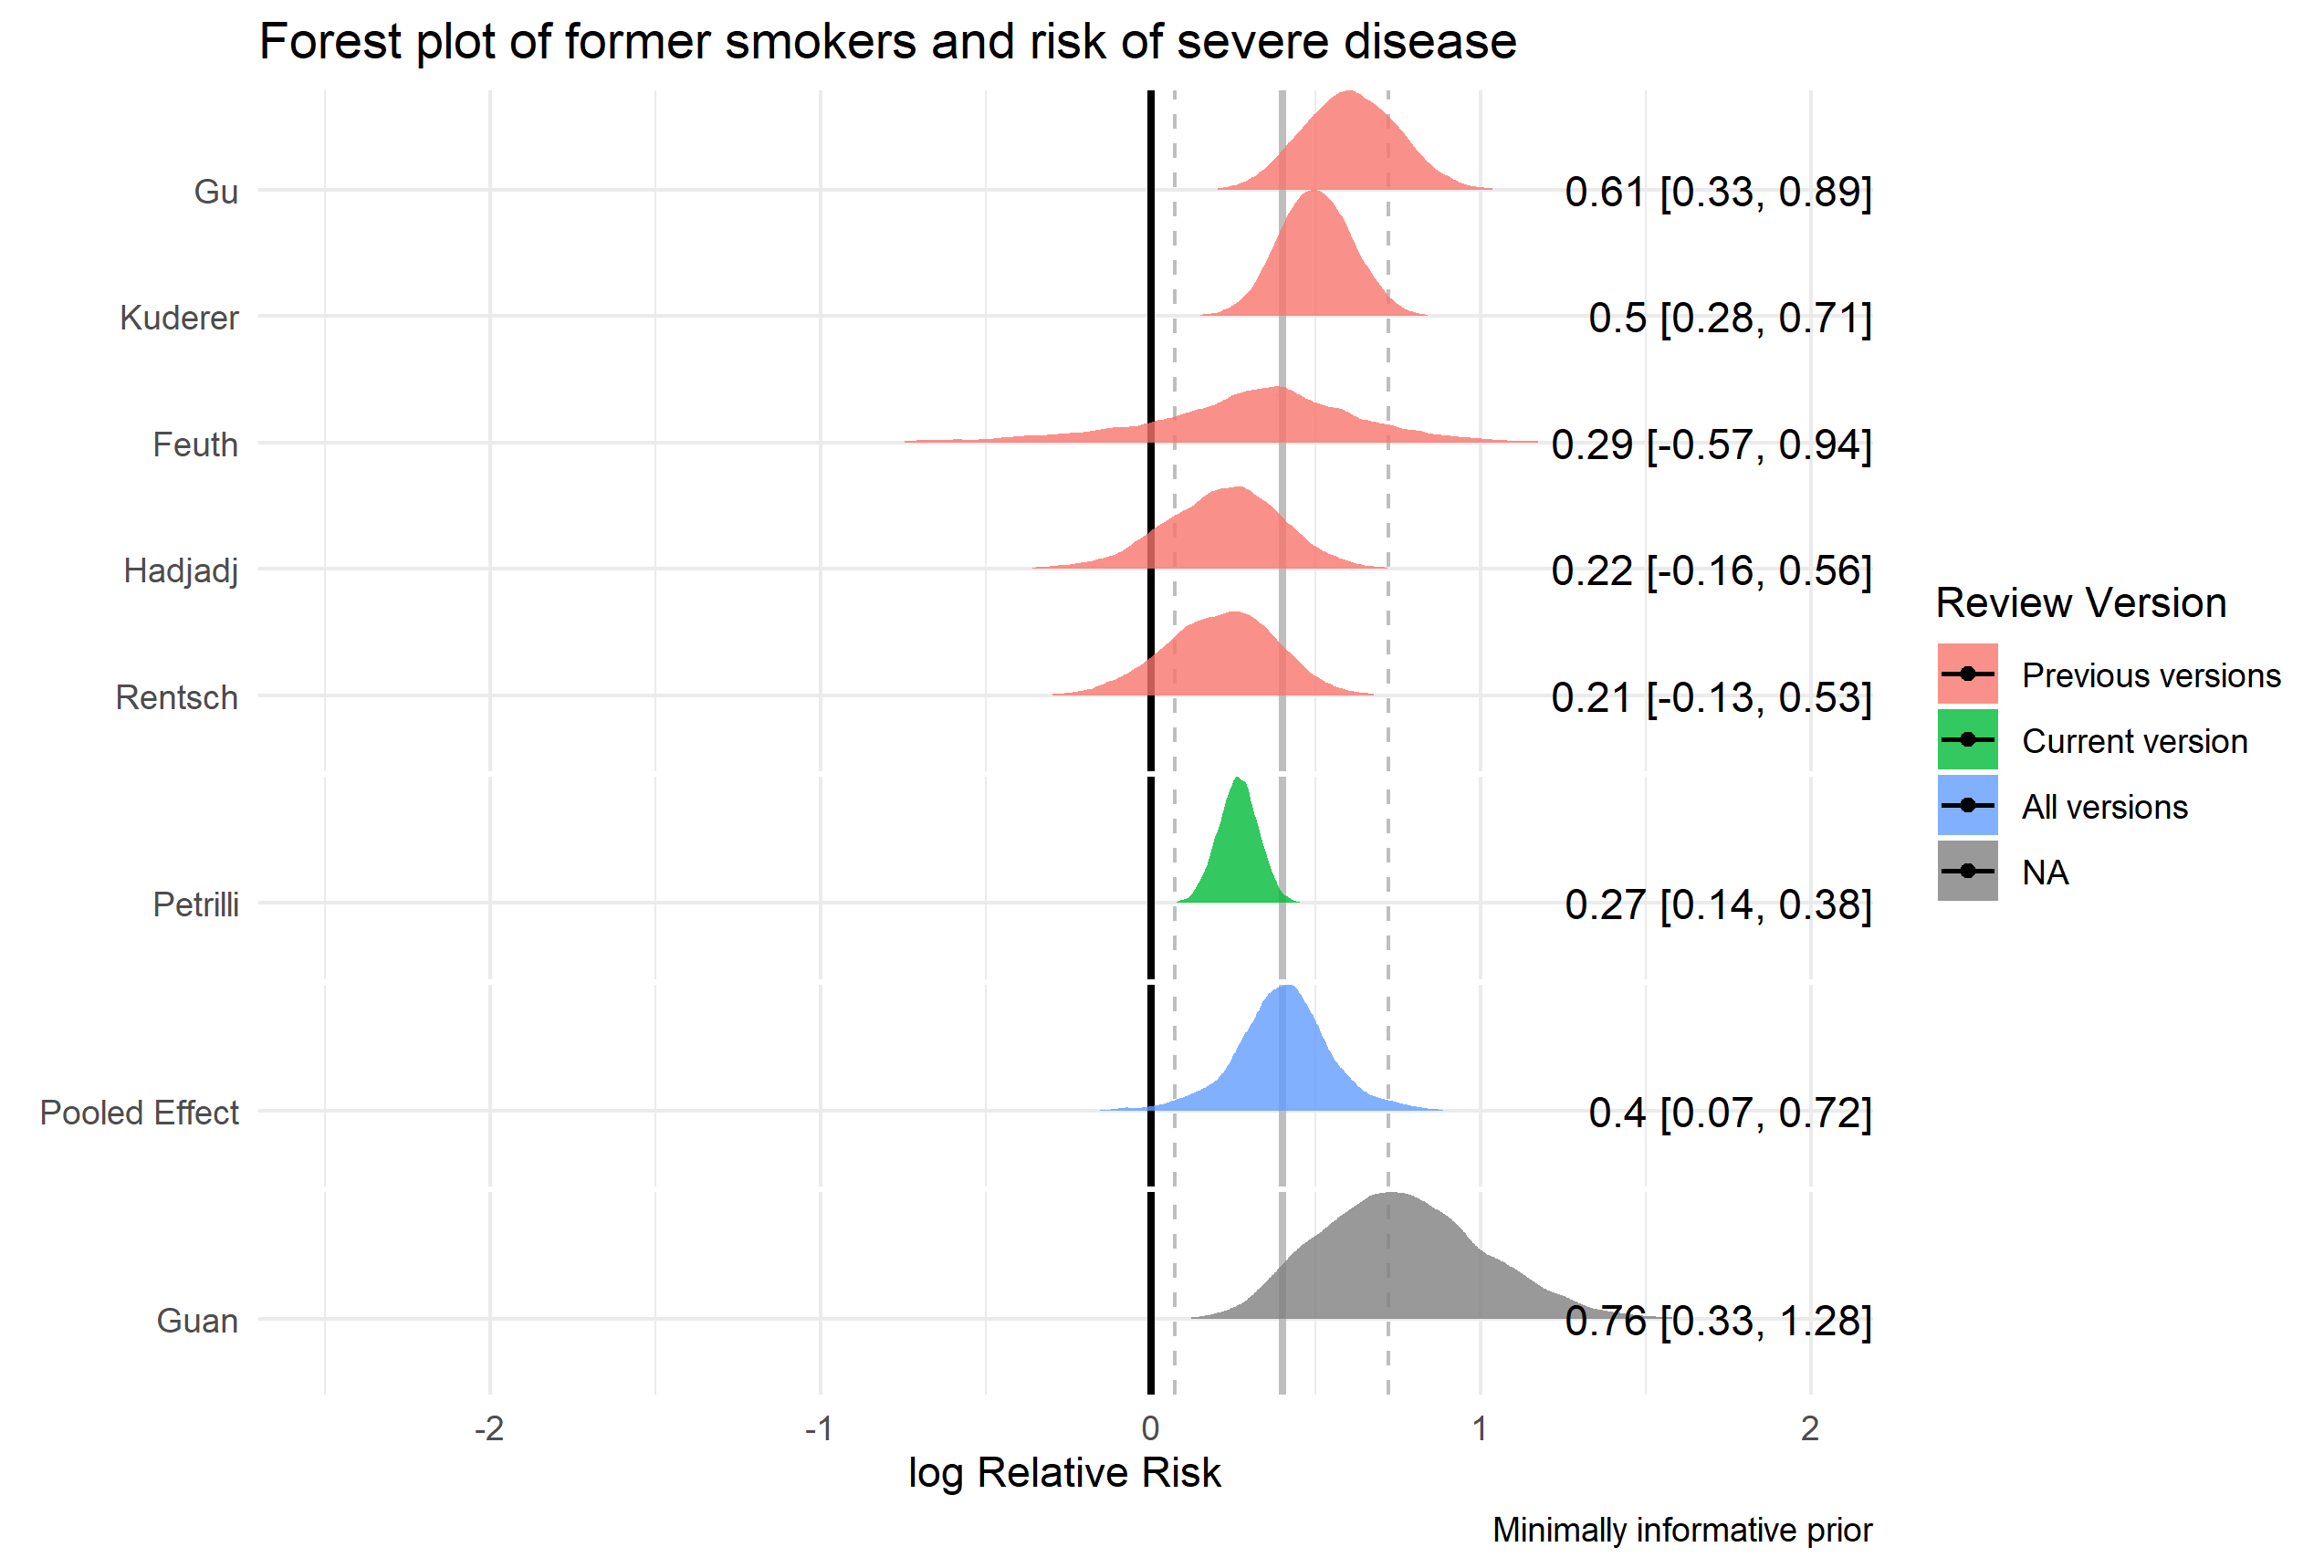 Forest plot of former smokers and risk of severe disease
Gu
0.61 [0.33, 0.89]
Kuderer
0.5 [0.28, 0.71]
Feuth
0.29 [-0.57, 0.94]
Hadjadj
0.22 [-0.16, 0.56]
Rentsch
0.21 [-0.13, 0.53]
Petrilli
0.27 [0.14, 0.38]
Pooled Effect
0.4 [0.07, 0.72]
Guan
0.76 [0.33, 1.28]
-2 -1 0 1 2
log Relative Risk
Minimally informative prior
Review Version
Previous versions
Current version
All versions
NA